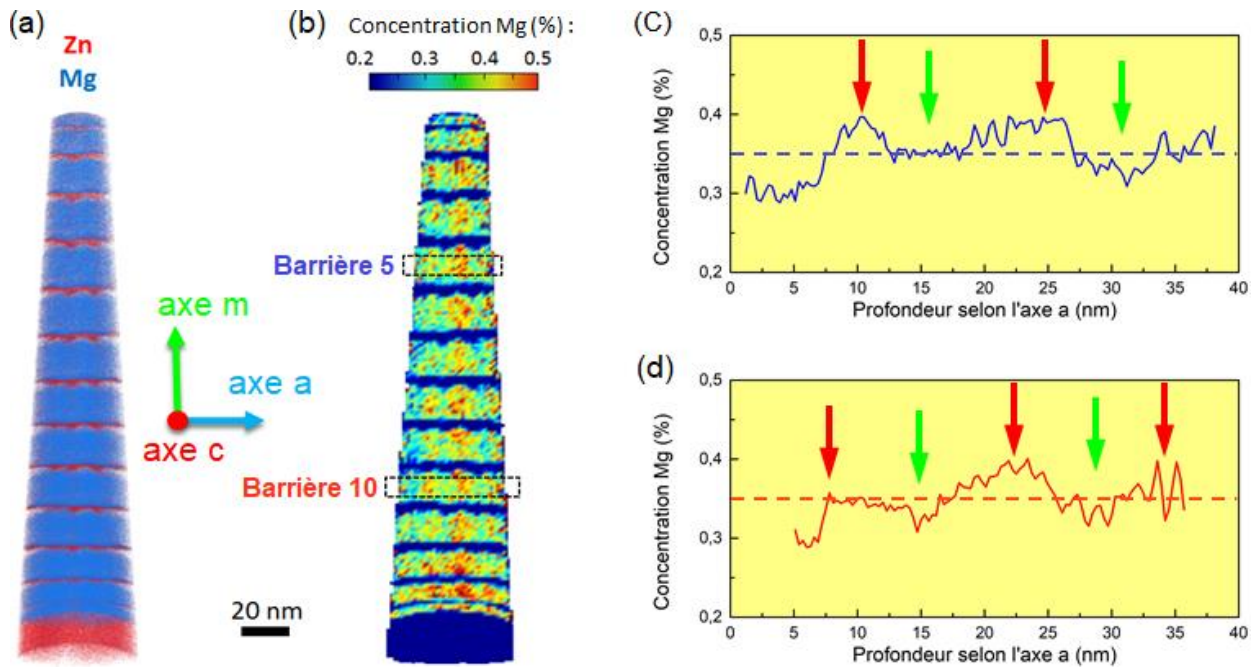 (a)
Zn
Mg
axe m
axe a
axe c
20 nm
(b)
Concentration Mg (%) :
0.2 0.3 0.4 0.5
Barrière 5
Barrière 10
(C)
Concentration Mg (%)
0,5
0,4
0,3
0,2
0 5 10 15 20 25 30 35 40
Profondeur selon l'axe a (nm)
(d)
Concentration Mg (%)
0,5
0,4
0,3
0,2
0 5 10 15 20 25 30 35 40
Profondeur selon l'axe a (nm)